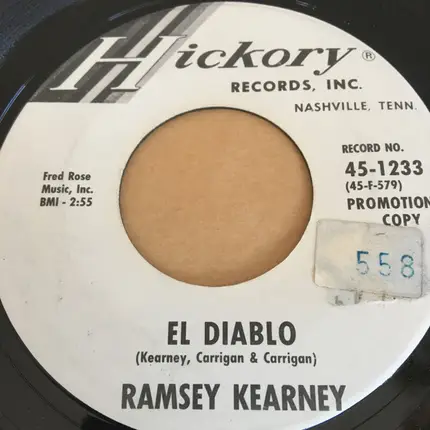 Hickory®
RECORDS, INC.
NASHVILLE, TENN.
Fred Rose
Music, Inc.
BMI - 2:55
RECORD NO.
45-1233
(45-F-579)
PROMOTION
COPY
558
EL DIABLO
(Kearney, Carrigan & Carrigan)
RAMSEY KEARNEY